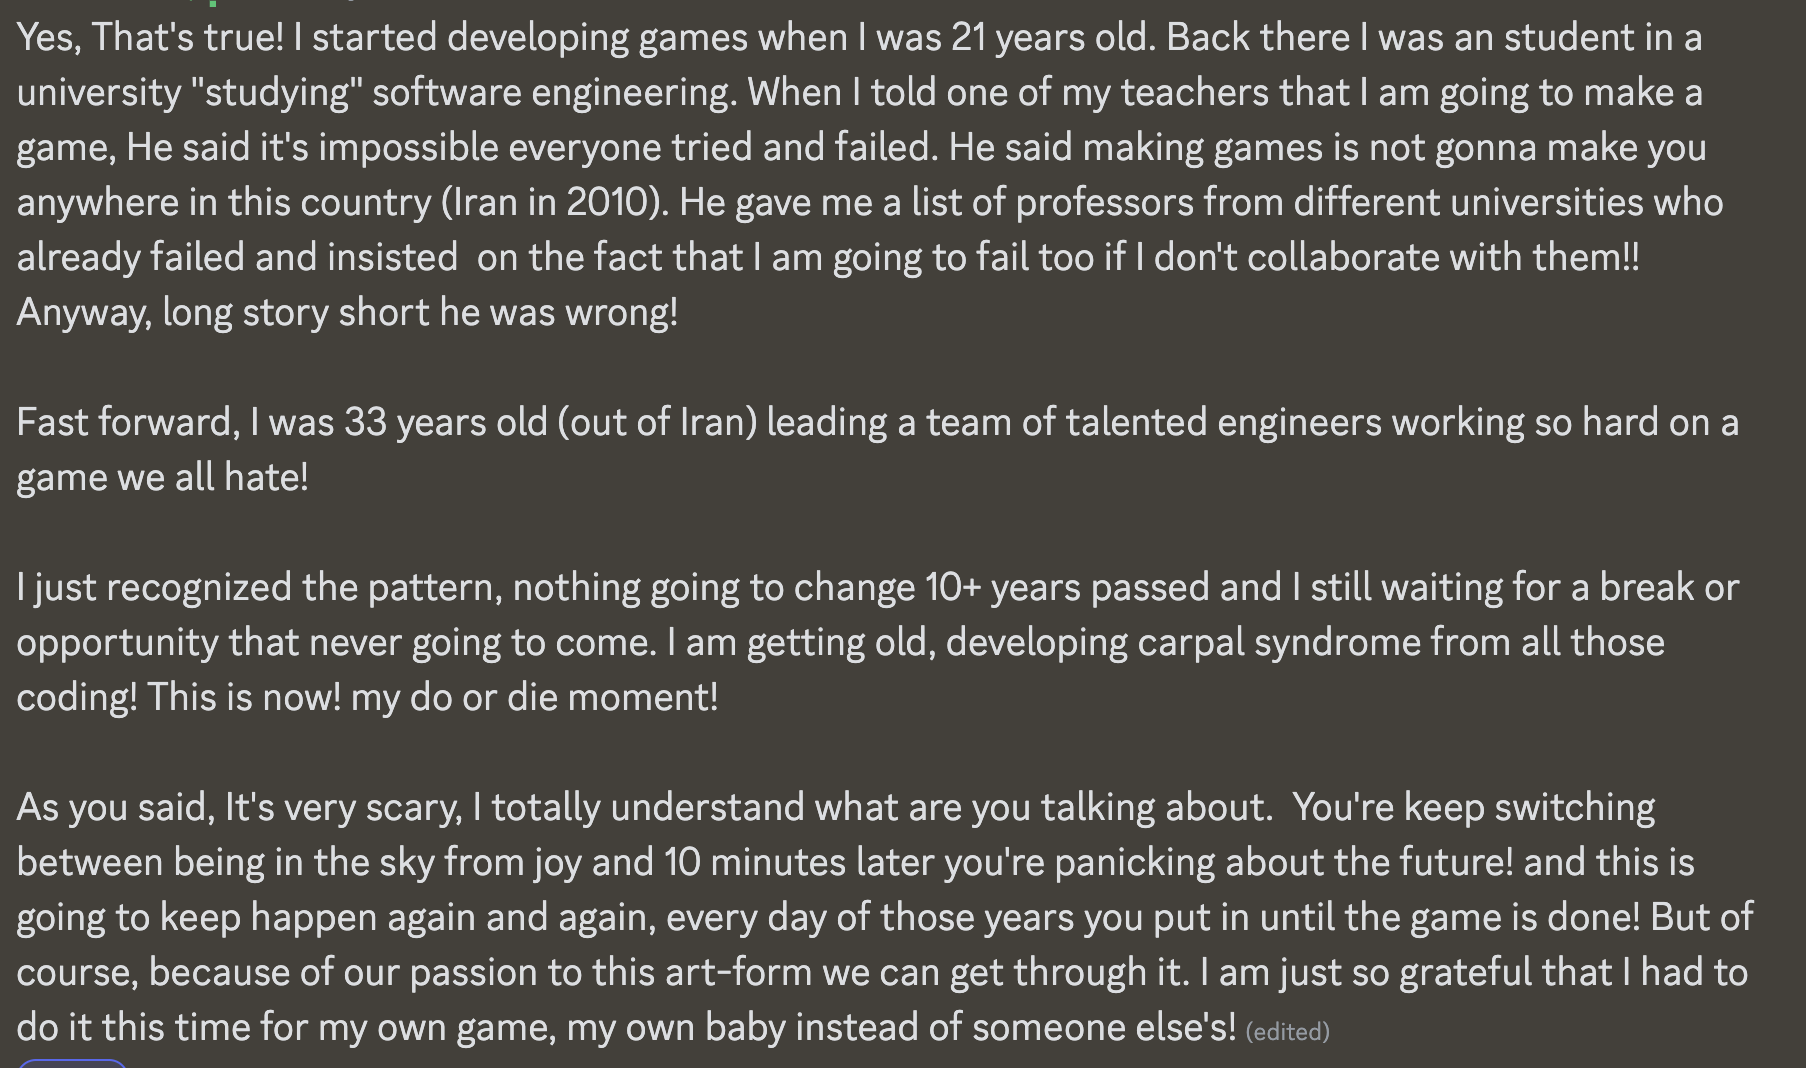 Yes, That's true! I started developing games when I was 21 years old. Back there I was an student in a
university "studying" software engineering. When I told one of my teachers that I am going to make a
game, He said it's impossible everyone tried and failed. He said making games is not gonna make you
anywhere in this country (Iran in 2010). He gave me a list of professors from different universities who
already failed and insisted  on the fact that I am going to fail too if I don't collaborate with them!!
Anyway, long story short he was wrong!
Fast forward, I was 33 years old (out of Iran) leading a team of talented engineers working so hard on a
game we all hate!
I just recognized the pattern, nothing going to change 10+ years passed and I still waiting for a break or
opportunity that never going to come. I am getting old, developing carpal syndrome from all those
coding! This is now! my do or die moment!
As you said, It's very scary, I totally understand what are you talking about.  You're keep switching
between being in the sky from joy and 10 minutes later you're panicking about the future! and this is
going to keep happen again and again, every day of those years you put in until the game is done! But of
course, because of our passion to this art-form we can get through it. I am just so grateful that I had to
do it this time for my own game, my own baby instead of someone else's! (edited)